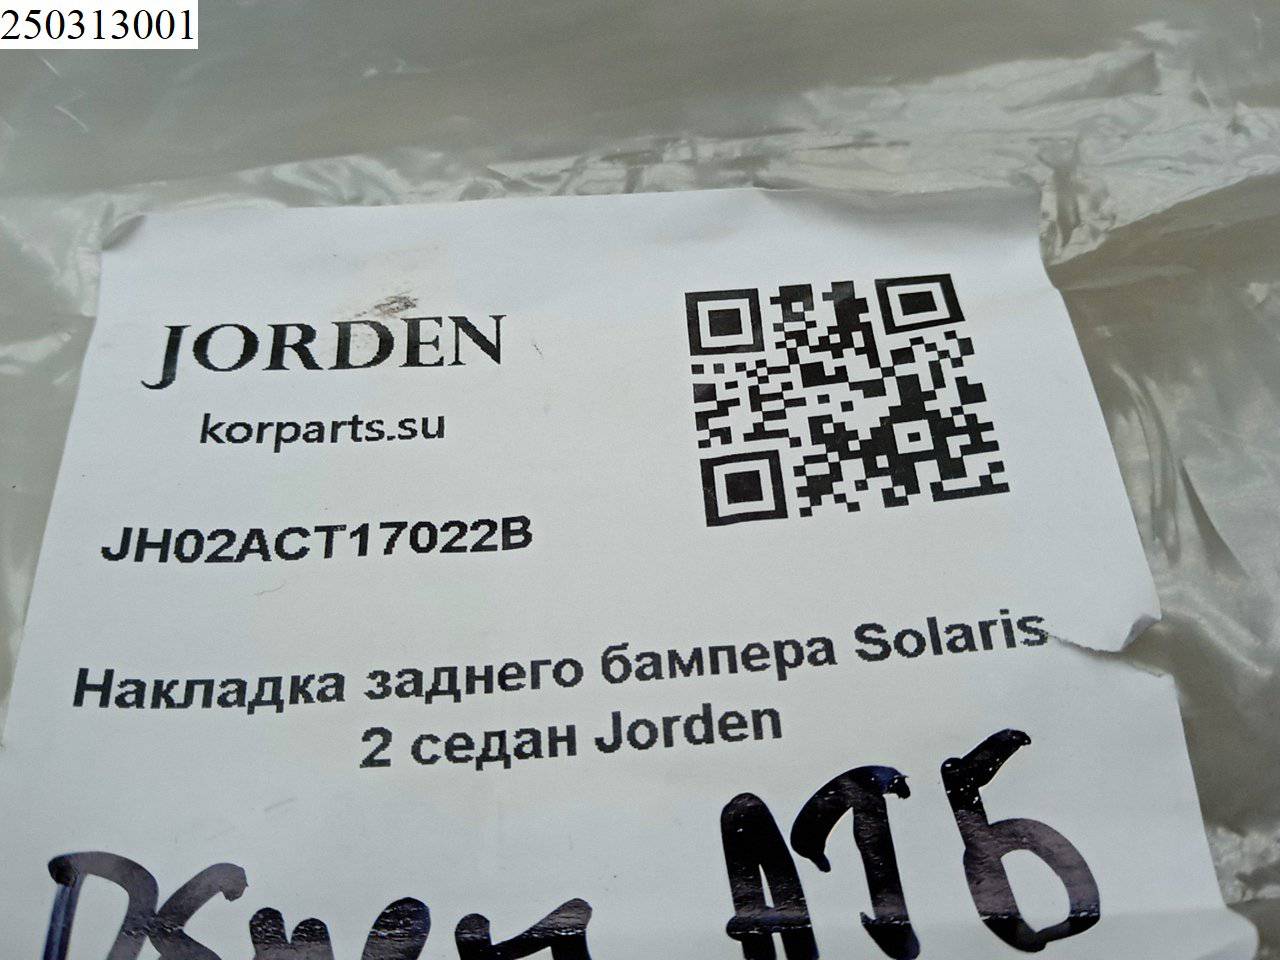 250313001
JORDEN
korparts.su
JH02ACT17022B
Накладка заднего бампера Solaris
2 седан Jorden